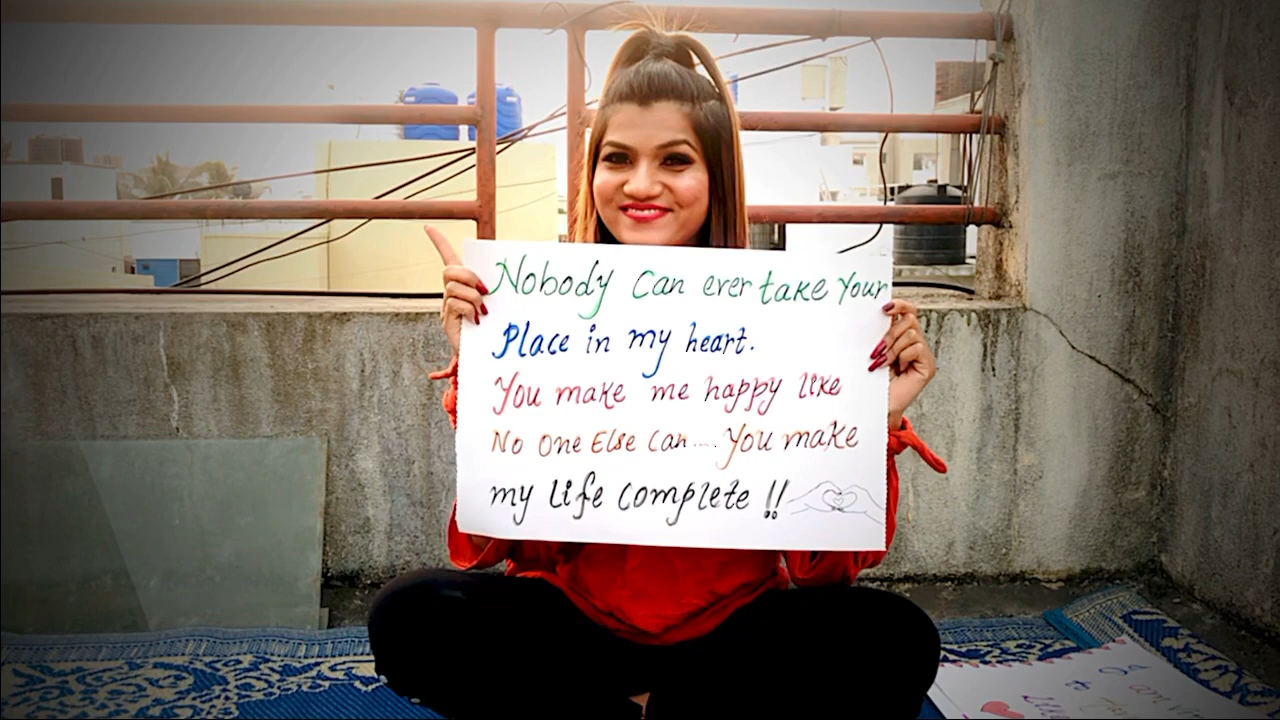 Nobody Can ever take Your
Place in my heart.
You make me happy like
No One Else Can.... You make
my Life Complete !!
I am